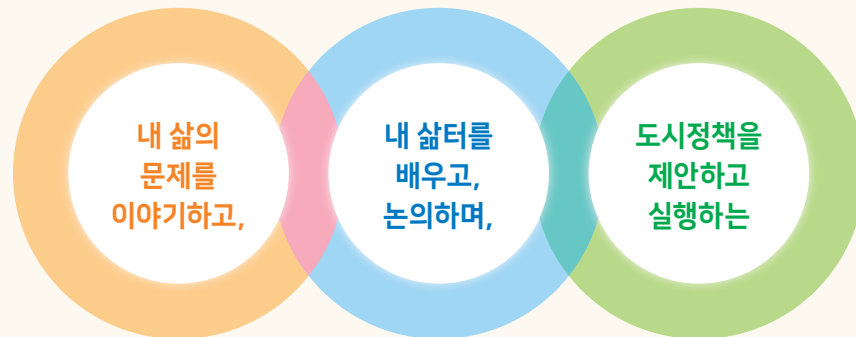 내 삶의
문제를
이야기하고,
내 삶터를
배우고,
논의하며,
도시정책을
제안하고
실행하는